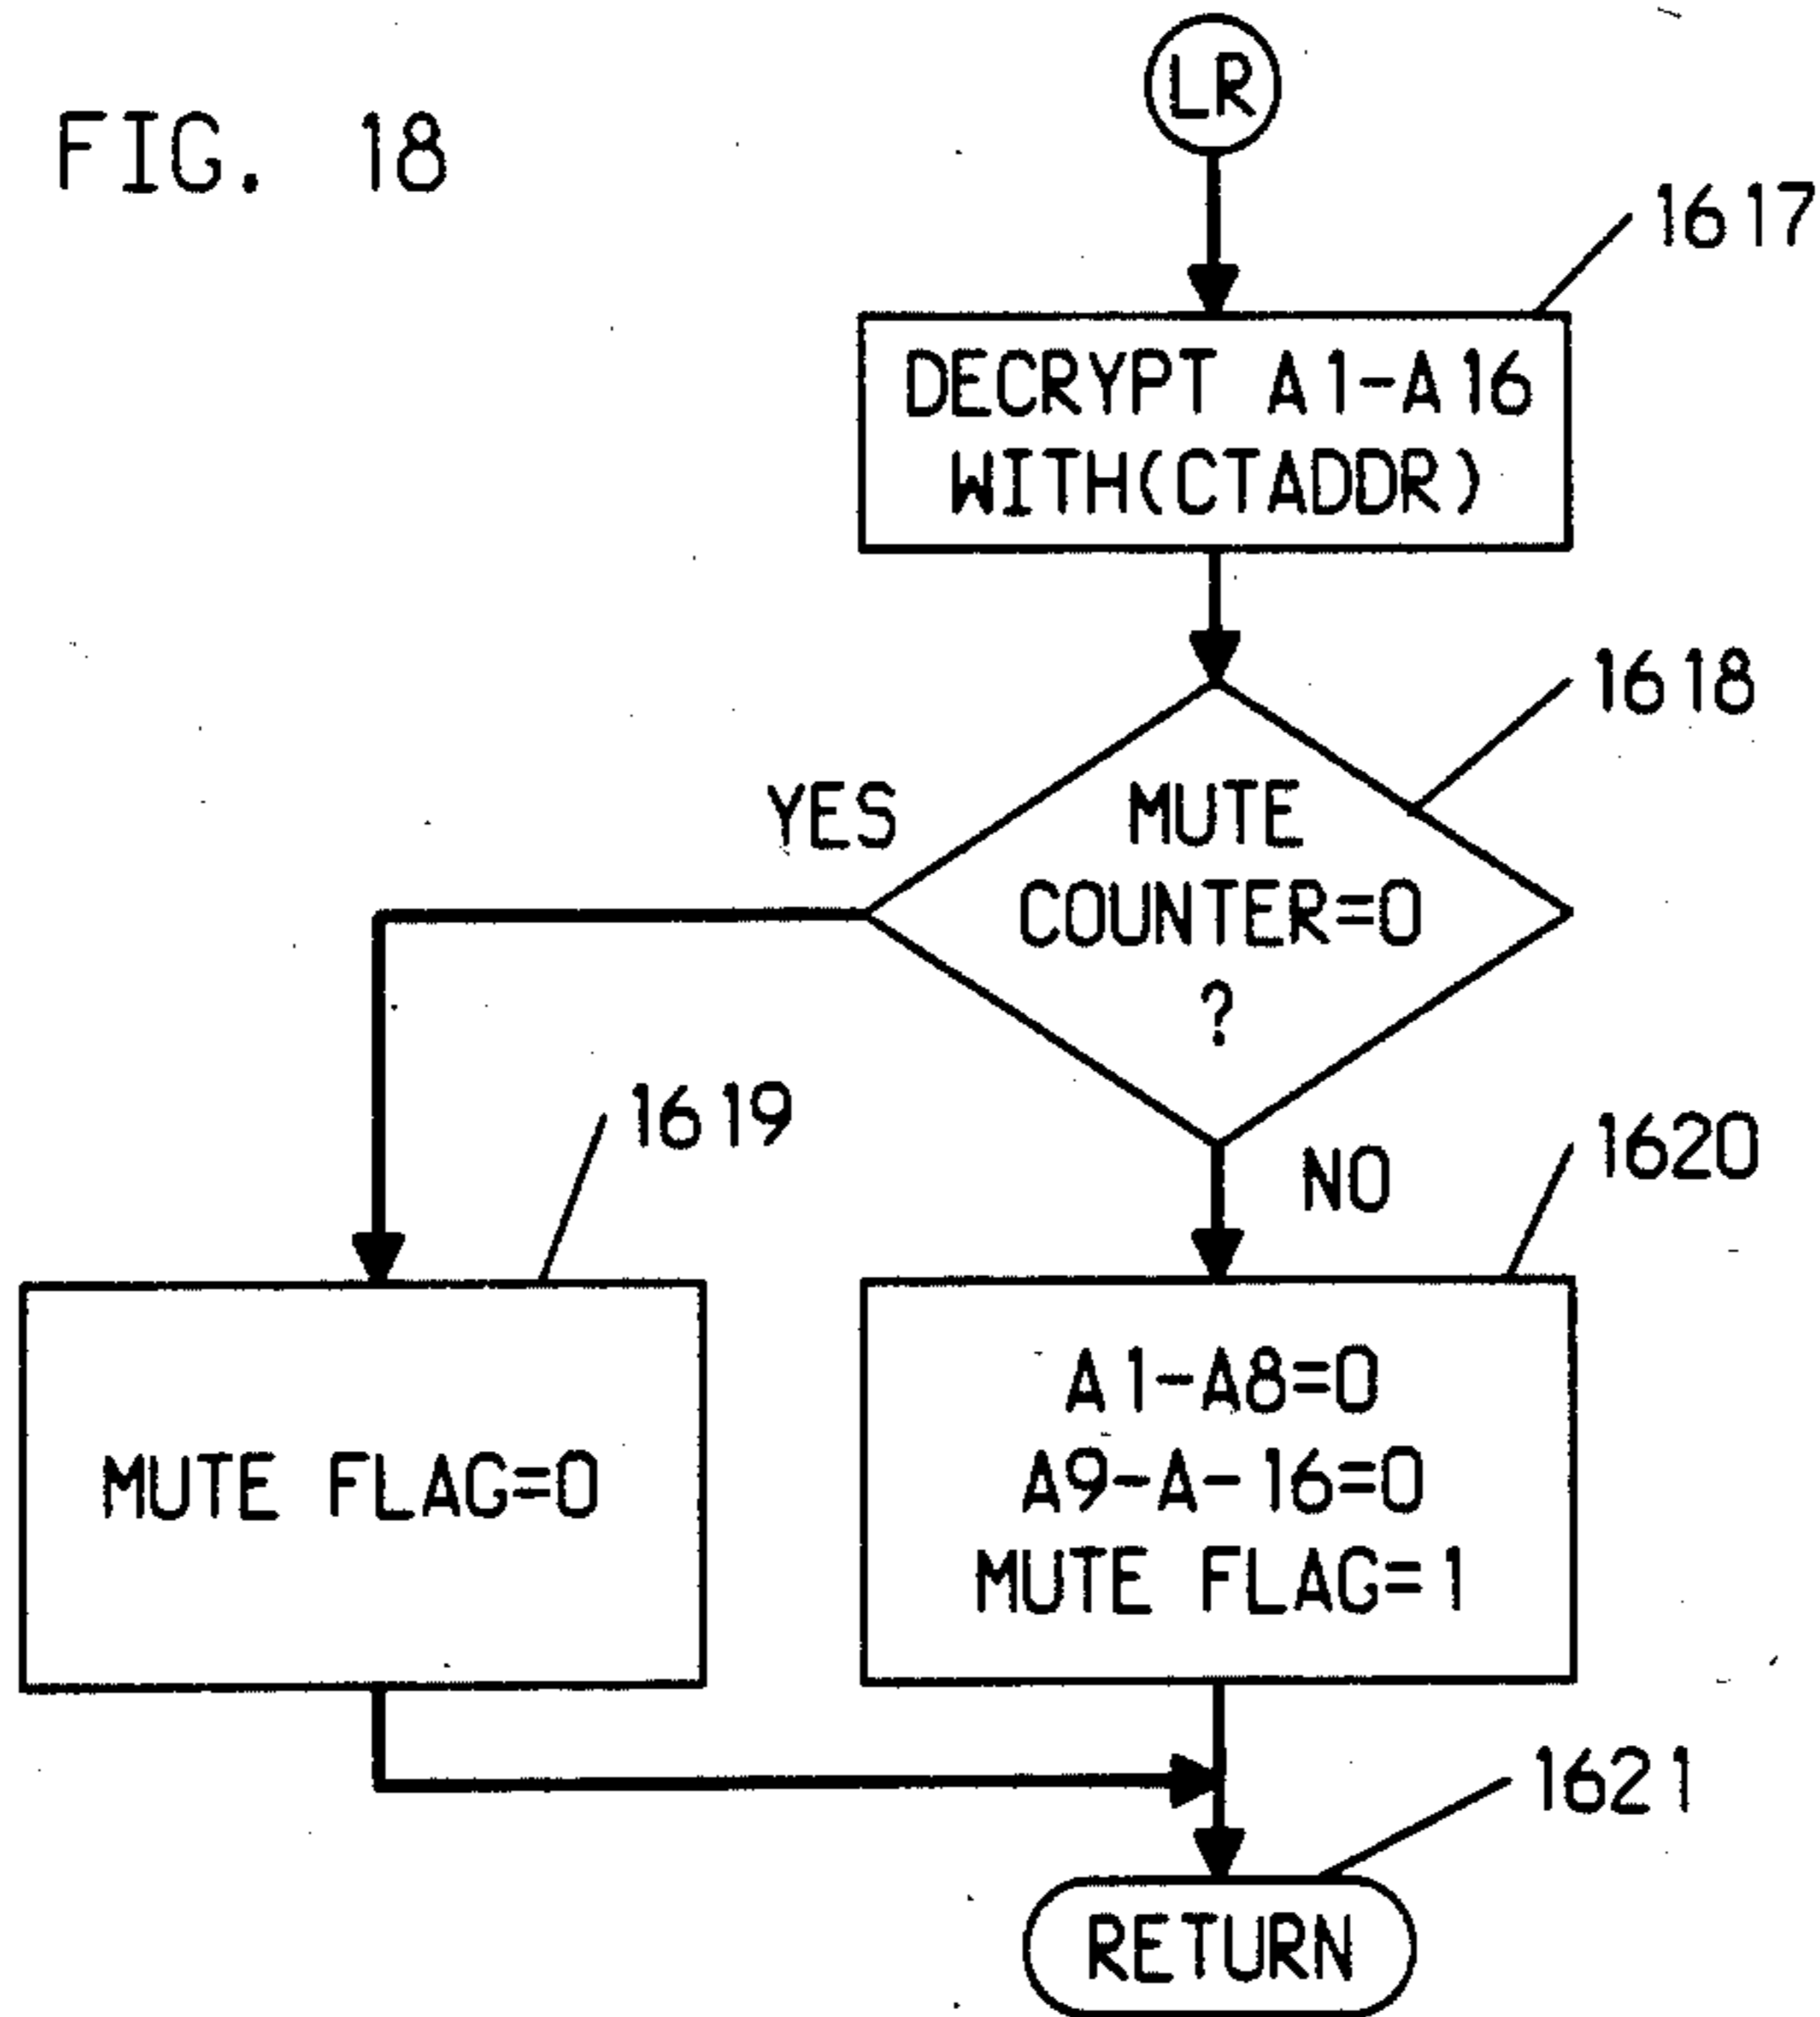 FIG. 18
LR
1617
DECRYPT A1-A16
WITH(CTADDR)
1618
YES
MUTE
COUNTER=0
?
NO
1619
1620
MUTE FLAG=0
A1-A8=0
A9-A-16=0
MUTE FLAG=1
1621
RETURN